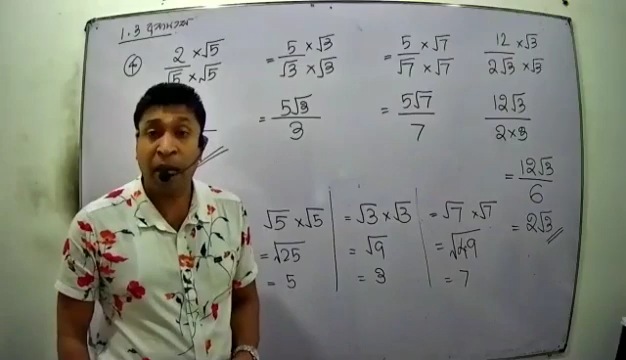 1.3
④
2 × √5
√5 × √5
= 5 × √3
√3 × √3
= 5√3
3
= 5 × √7
√7 × √7
= 5√7
7
12 × √3
2√3 × √3
12√3
2 × 3
= 12√3
6
= 2√3
√5 × √5
= √25
= 5
= √3 × √3
= √9
= 3
= √7 × √7
= √49
= 7